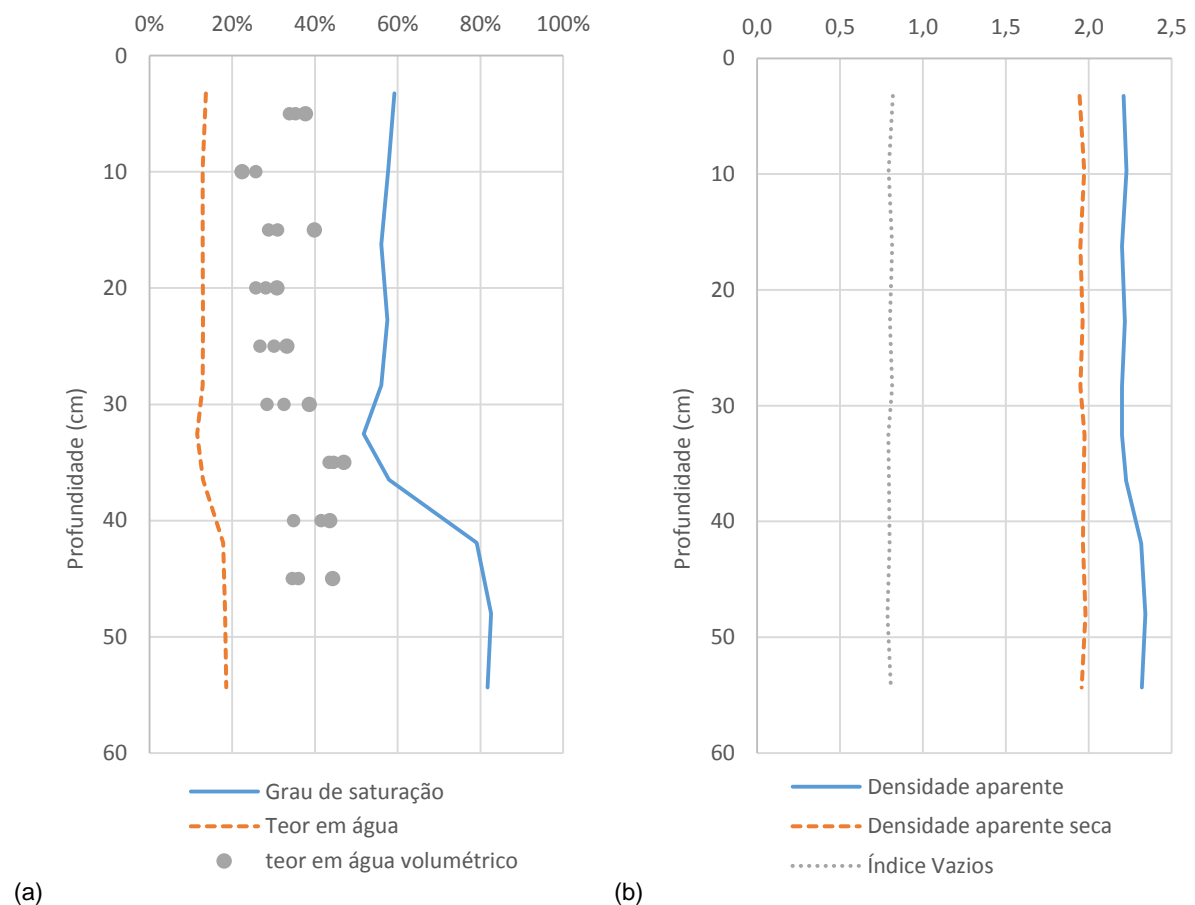 0% 20% 40% 60% 80% 100%
0
10
20
30
40
50
60
Profundidade (cm)
Grau de saturação
Teor em água
teor em água volumétrico
(a)
0,0 0,5 1,0 1,5 2,0 2,5
0
10
20
30
40
50
60
Profundidade (cm)
Densidade aparente
Densidade aparente seca
Índice Vazios
(b)